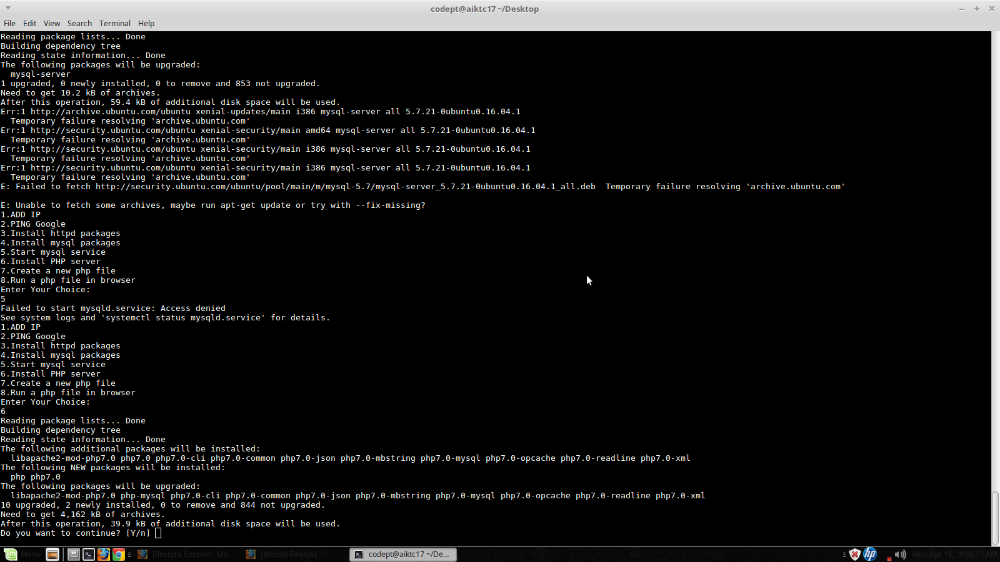 codept@aiktc17 ~/Desktop
File Edit View Search Terminal Help
Reading package lists... Done
Building dependency tree
Reading state information... Done
The following packages will be upgraded:
  mysql-server
1 upgraded, 0 newly installed, 0 to remove and 853 not upgraded.
Need to get 10.2 kB of archives.
After this operation, 59.4 kB of additional disk space will be used.
Err:1 http://archive.ubuntu.com/ubuntu xenial-updates/main i386 mysql-server all 5.7.21-0ubuntu0.16.04.1
  Temporary failure resolving 'archive.ubuntu.com'
Err:1 http://security.ubuntu.com/ubuntu xenial-security/main amd64 mysql-server all 5.7.21-0ubuntu0.16.04.1
  Temporary failure resolving 'archive.ubuntu.com'
Err:1 http://security.ubuntu.com/ubuntu xenial-security/main i386 mysql-server all 5.7.21-0ubuntu0.16.04.1
  Temporary failure resolving 'archive.ubuntu.com'
Err:1 http://security.ubuntu.com/ubuntu xenial-security/main i386 mysql-server all 5.7.21-0ubuntu0.16.04.1
  Temporary failure resolving 'archive.ubuntu.com'
E: Failed to fetch http://security.ubuntu.com/ubuntu/pool/main/m/mysql-5.7/mysql-server_5.7.21-0ubuntu0.16.04.1_all.deb  Temporary failure resolving 'archive.ubuntu.com'
E: Unable to fetch some archives, maybe run apt-get update or try with --fix-missing?
1.ADD IP
2.PING Google
3.Install httpd packages
4.Install mysql packages
5.Start mysql service
6.Install PHP server
7.Create a new php file
8.Run a php file in browser
Enter Your Choice:
5
Failed to start mysqld.service: Access denied
See system logs and 'systemctl status mysqld.service' for details.
1.ADD IP
2.PING Google
3.Install httpd packages
4.Install mysql packages
5.Start mysql service
6.Install PHP server
7.Create a new php file
8.Run a php file in browser
Enter Your Choice:
6
Reading package lists... Done
Building dependency tree
Reading state information... Done
The following additional packages will be installed:
  libapache2-mod-php7.0 php7.0 php7.0-cli php7.0-common php7.0-json php7.0-mbstring php7.0-mysql php7.0-opcache php7.0-readline php7.0-xml
The following NEW packages will be installed:
  php php7.0
The following packages will be upgraded:
  libapache2-mod-php7.0 php-mysql php7.0-cli php7.0-common php7.0-json php7.0-mbstring php7.0-mysql php7.0-opcache php7.0-readline php7.0-xml
10 upgraded, 2 newly installed, 0 to remove and 844 not upgraded.
Need to get 4,162 kB of archives.
After this operation, 39.9 kB of additional disk space will be used.
Do you want to continue? [Y/n]
Menu [Restore Session - Mo... [Mozilla Firefox] codept@aiktc17 ~/De... hp Mon Apr 16, 9:16:17 AM